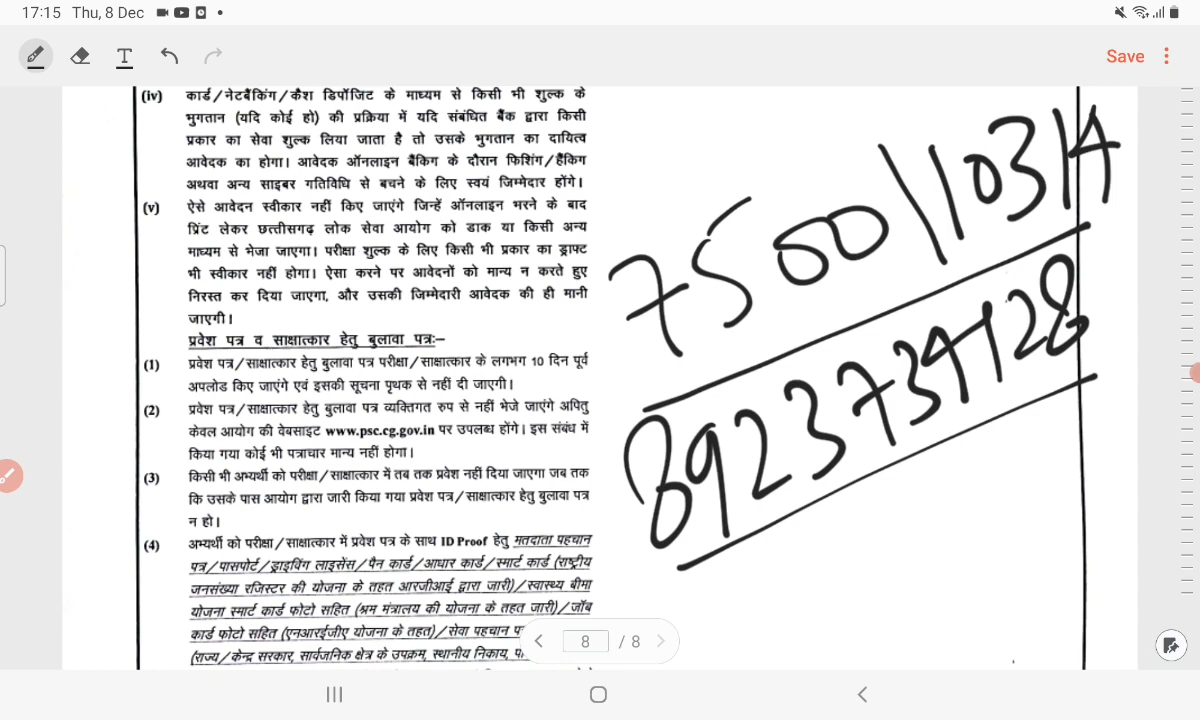 17:15 Thu, 8 Dec
T
Save
(iv) कार्ड/नेटबैंकिंग/कैश डिपॉजिट के माध्यम से किसी भी शुल्क के
भुगतान (यदि कोई हो) की प्रक्रिया में यदि संबंधित बैंक द्वारा किसी
प्रकार का सेवा शुल्क लिया जाता है तो उसके भुगतान का दायित्व
आवेदक का होगा। आवेदक ऑनलाइन बैंकिग के दौरान फिशिंग/हैकिंग
अथवा अन्य साइबर गतिविधि से बचने के लिए स्वयं जिम्मेदार होंगे।
(v) ऐसे आवेदन स्वीकार नहीं किए जाएंगे जिन्हें ऑनलाइन भरने के बाद
प्रिंट लेकर छत्तीसगढ़ लोक सेवा आयोग को डाक या किसी अन्य
माध्यम से भेजा जाएगा। परीक्षा शुल्क के लिए किसी भी प्रकार का ड्राफ्ट
भी स्वीकार नहीं होगा। ऐसा करने पर आवेदनों को मान्य न करते हुए
निरस्त कर दिया जाएगा, और उसकी जिम्मेदारी आवेदक की ही मानी
जाएगी।
प्रवेश पत्र व साक्षात्कार हेतु बुलावा पत्रः–
(1) प्रवेश पत्र/साक्षात्कार हेतु बुलावा पत्र परीक्षा/साक्षात्कार के लगभग 10 दिन पूर्व
अपलोड किए जाएंगे एवं इसकी सूचना पृथक से नहीं दी जाएगी।
(2) प्रवेश पत्र/साक्षात्कार हेतु बुलावा पत्र व्यक्तिगत रुप से नहीं भेजे जाएंगे अपितु
केवल आयोग की वेबसाइट www.psc.cg.gov.in पर उपलब्ध होंगे। इस संबंध में
किया गया कोई भी पत्राचार मान्य नहीं होगा।
(3) किसी भी अभ्यर्थी को परीक्षा/साक्षात्कार में तब तक प्रवेश नहीं दिया जाएगा जब तक
कि उसके पास आयोग द्वारा जारी किया गया प्रवेश पत्र/साक्षात्कार हेतु बुलावा पत्र
न हो।
(4) अभ्यर्थी को परीक्षा/साक्षात्कार में प्रवेश पत्र के साथ ID Proof हेतु मतदाता पहचान
पत्र/पासपोर्ट/ड्राइविंग लाइसेंस/पैन कार्ड/आधार कार्ड/स्मार्ट कार्ड (राष्ट्रीय
जनसंख्या रजिस्टर की योजना के तहत आरजीआई द्वारा जारी)/स्वास्थ्य बीमा
योजना स्मार्ट कार्ड फोटो सहित (श्रम मंत्रालय की योजना के तहत जारी)/जॉब
कार्ड फोटो सहित (एनआरईजीए योजना के तहत)/सेवा पहचान
(राज्य/केन्द्र सरकार, सार्वजनिक क्षेत्र के उपक्रम, स्थानीय निकाय,
7500110314
8923734128
8 / 8